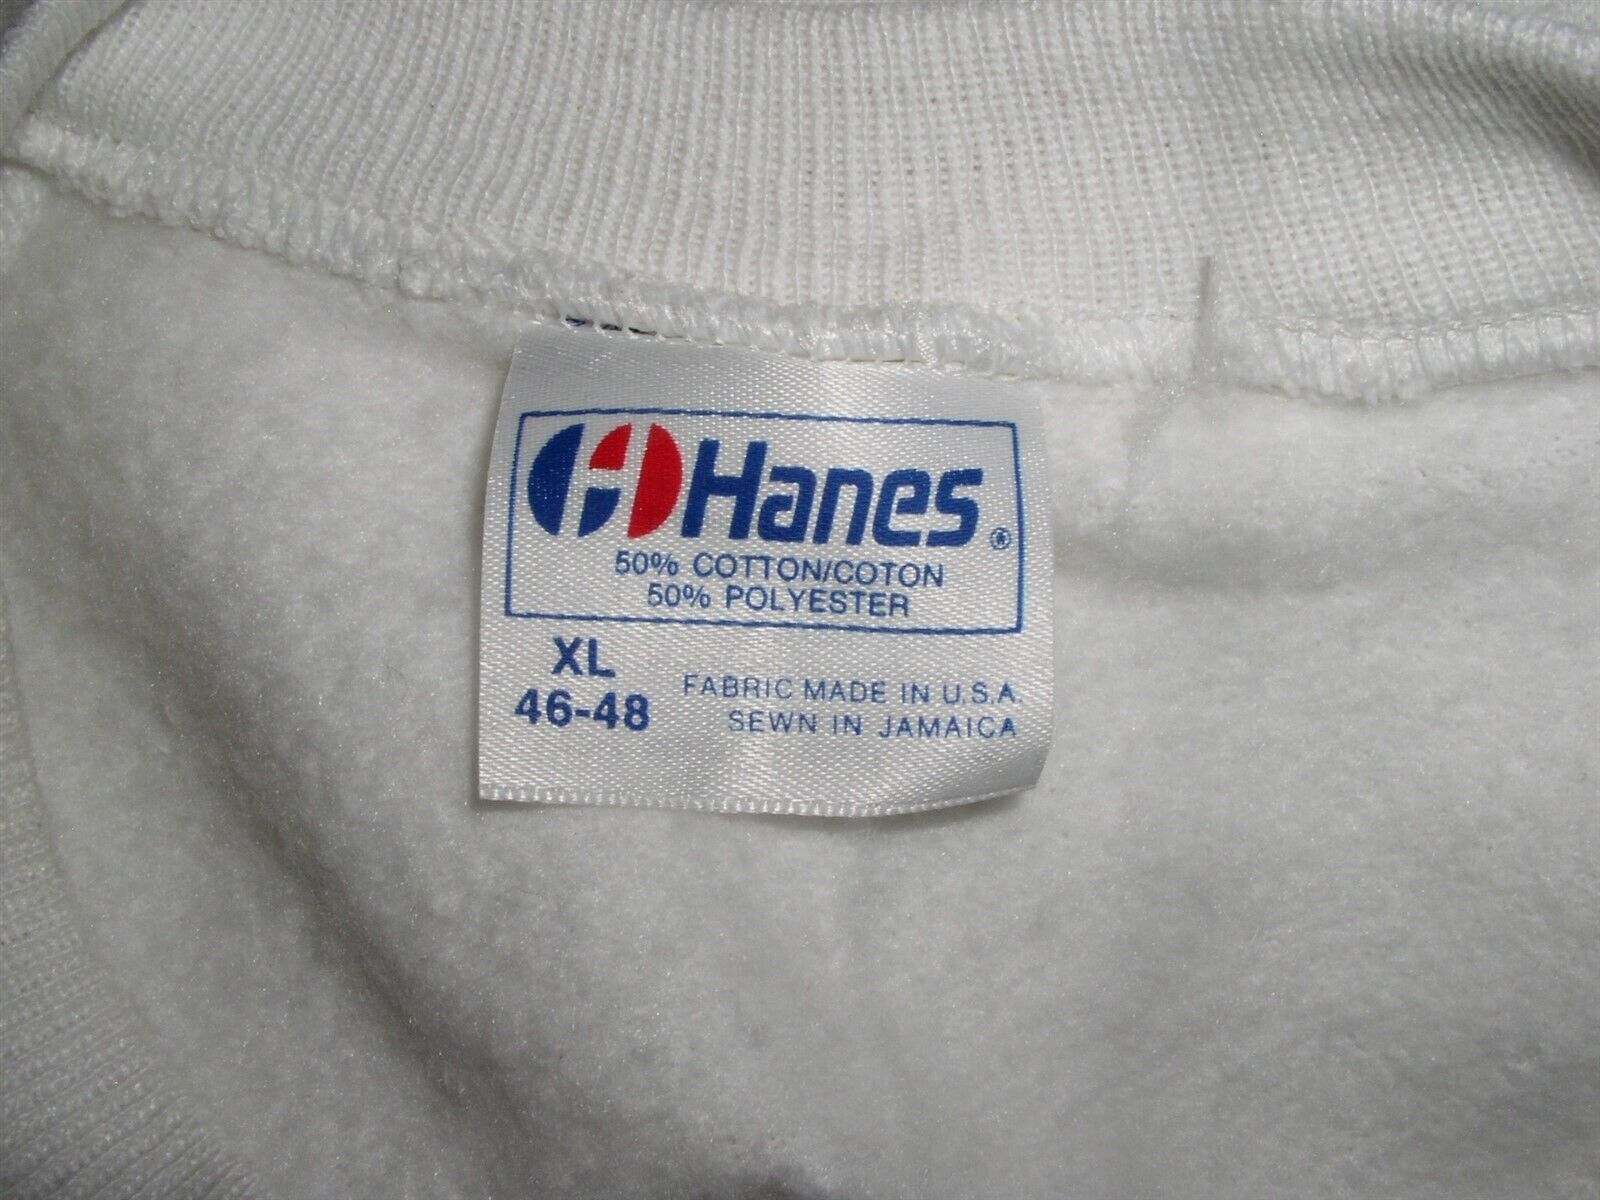 Hanes®
50% COTTON/COTON
50% POLYESTER
XL
46-48
FABRIC MADE IN U.S.A.
SEWN IN JAMAICA